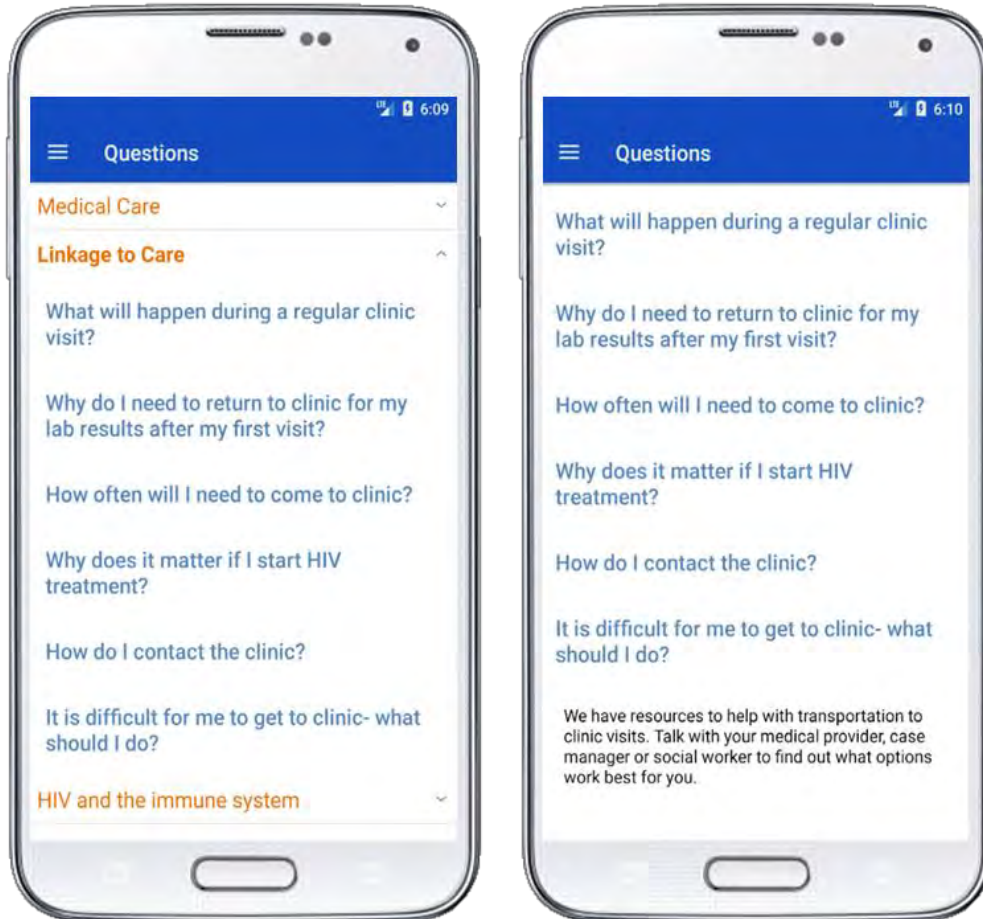 LTE 6:09
Questions
Medical Care
Linkage to Care
What will happen during a regular clinic
visit?
Why do I need to return to clinic for my
lab results after my first visit?
How often will I need to come to clinic?
Why does it matter if I start HIV
treatment?
How do I contact the clinic?
It is difficult for me to get to clinic- what
should I do?
HIV and the immune system
LTE 6:10
Questions
What will happen during a regular clinic
visit?
Why do I need to return to clinic for my
lab results after my first visit?
How often will I need to come to clinic?
Why does it matter if I start HIV
treatment?
How do I contact the clinic?
It is difficult for me to get to clinic- what
should I do?
We have resources to help with transportation to
clinic visits. Talk with your medical provider, case
manager or social worker to find out what options
work best for you.